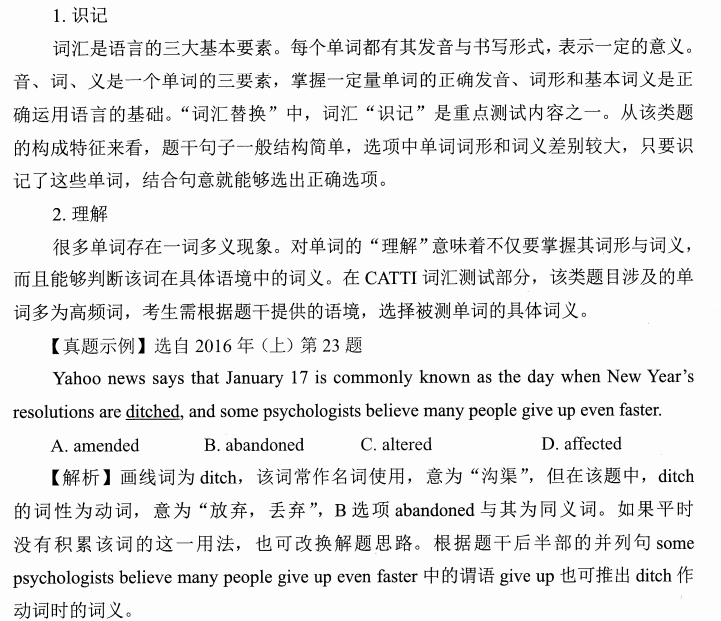 1. 识记
词汇是语言的三大基本要素。每个单词都有其发音与书写形式，表示一定的意义。
音、词、义是一个单词的三要素，掌握一定量单词的正确发音、词形和基本词义是正
确运用语言的基础。“词汇替换”中，词汇“识记”是重点测试内容之一。从该类题
的构成特征来看，题干句子一般结构简单，选项中单词词形和词义差别较大，只要识
记了这些单词，结合句意就能够选出正确选项。
2. 理解
很多单词存在一词多义现象。对单词的“理解”意味着不仅要掌握其词形与词义，
而且能够判断该词在具体语境中的词义。在 CATTI 词汇测试部分，该类题目涉及的单
词多为高频词，考生需根据题干提供的语境，选择被测单词的具体词义。
【真题示例】选自 2016 年（上）第 23 题
Yahoo news says that January 17 is commonly known as the day when New Year’s
resolutions are ditched, and some psychologists believe many people give up even faster.
A. amended B. abandoned C. altered D. affected
【解析】画线词为 ditch，该词常作名词使用，意为“沟渠”，但在该题中，ditch
的词性为动词，意为“放弃，丢弃”，B 选项 abandoned 与其为同义词。如果平时
没有积累该词的这一用法，也可改换解题思路。根据题干后半部的并列句 some
psychologists believe many people give up even faster 中的谓语 give up 也可推出 ditch 作
动词时的词义。